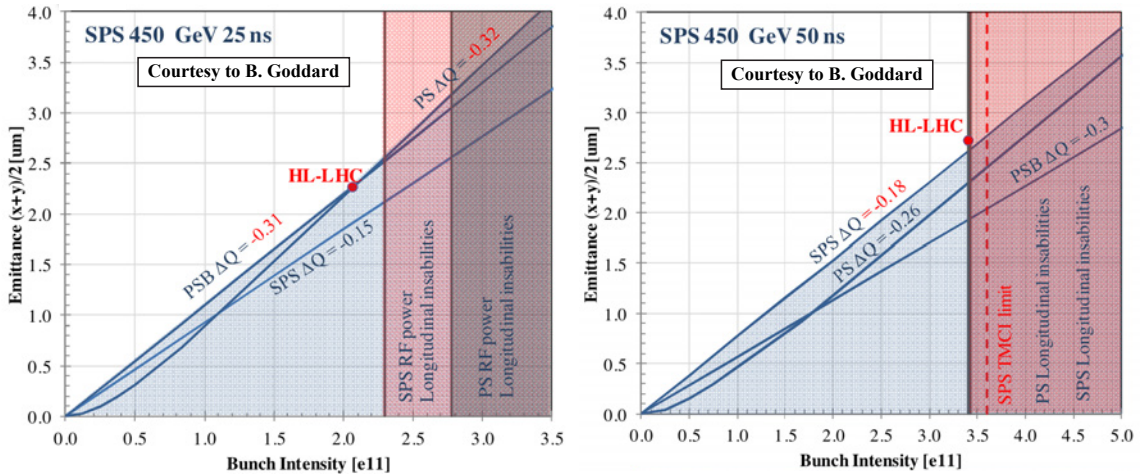 SPS 450 GeV 25 ns
Courtesy to B. Goddard
PS ΔQ = -0.32
HL-LHC
PSB ΔQ = -0.31
SPS ΔQ = -0.15
SPS RF power
Longitudinal insabilities
PS RF power
Longitudinal insabilities
Emittance (x+y)/2 [um]
4.0
3.5
3.0
2.5
2.0
1.5
1.0
0.5
0.0
0.0 0.5 1.0 1.5 2.0 2.5 3.0 3.5
Bunch Intensity [e11]
SPS 450 GeV 50 ns
Courtesy to B. Goddard
HL-LHC
PSB ΔQ = -0.3
SPS ΔQ = -0.18
PS ΔQ = -0.26
SPS TMCI limit
PS Longitudinal insabilities
SPS Longitudinal insabilities
Emittance (x+y)/2 [um]
4.0
3.5
3.0
2.5
2.0
1.5
1.0
0.5
0.0
0.0 0.5 1.0 1.5 2.0 2.5 3.0 3.5 4.0 4.5 5.0
Bunch Intensity [e11]